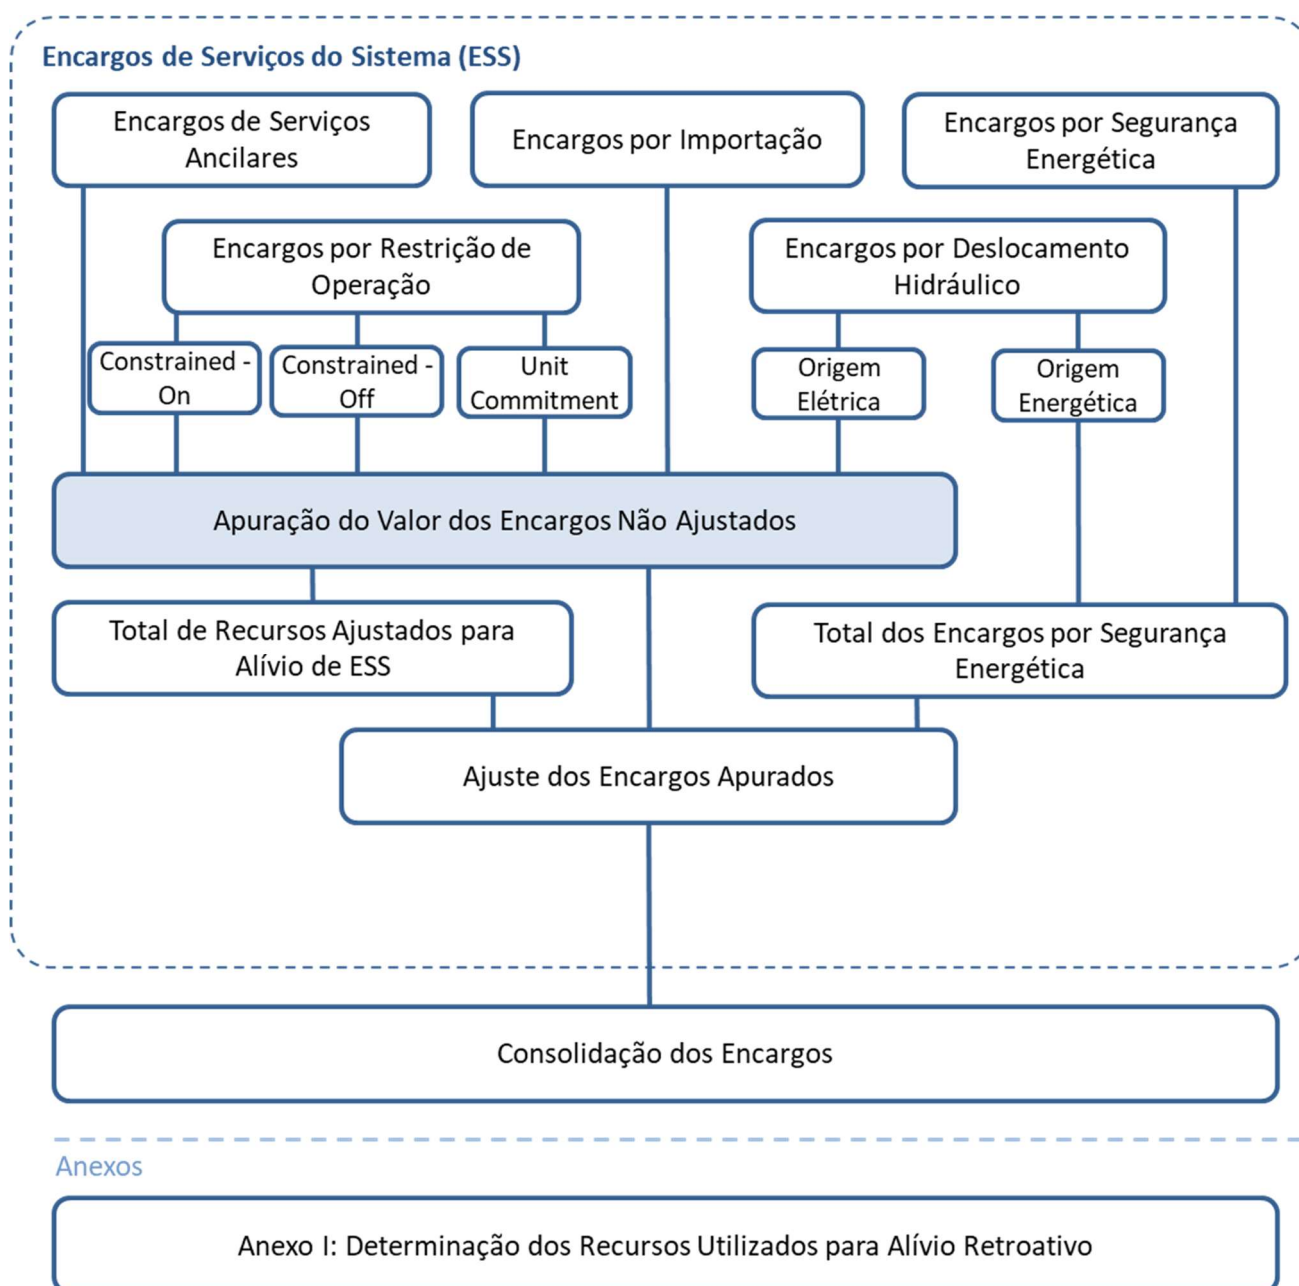 Encargos de Serviços do Sistema (ESS)
Encargos de Serviços
Ancilares
Encargos por Importação
Encargos por Segurança
Energética
Encargos por Restrição de
Operação
Encargos por Deslocamento
Hidráulico
Constrained -
On
Constrained -
Off
Unit
Commitment
Origem
Elétrica
Origem
Energética
Apuração do Valor dos Encargos Não Ajustados
Total de Recursos Ajustados para
Alívio de ESS
Total dos Encargos por Segurança
Energética
Ajuste dos Encargos Apurados
Consolidação dos Encargos
Anexos
Anexo I: Determinação dos Recursos Utilizados para Alívio Retroativo